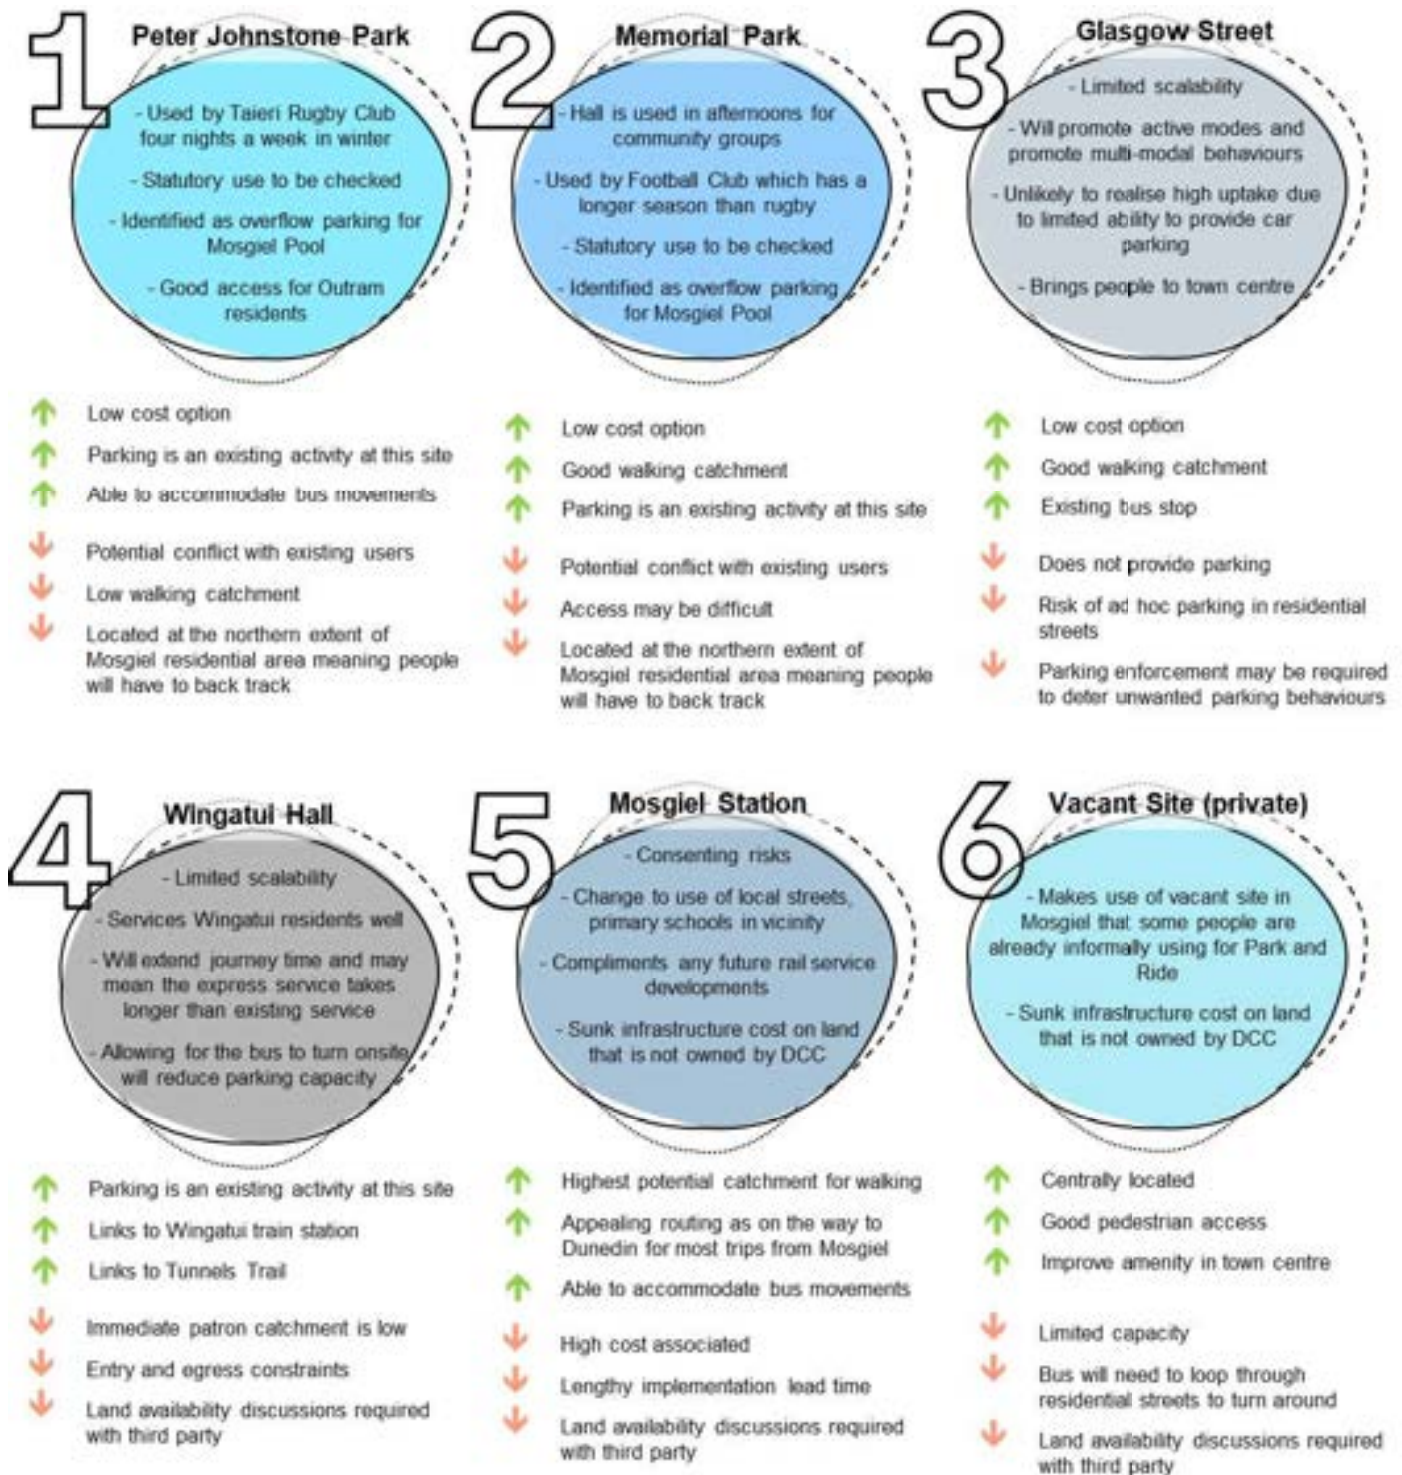 1
Peter Johnstone Park
- Used by Taieri Rugby Club
four nights a week in winter
- Statutory use to be checked
- Identified as overflow parking for
Mosgiel Pool
- Good access for Outram
residents
Low cost option
Parking is an existing activity at this site
Able to accommodate bus movements
Potential conflict with existing users
Low walking catchment
Located at the northern extent of
Mosgiel residential area meaning people
will have to back track
2
Memorial Park
- Hall is used in afternoons for
community groups
- Used by Football Club which has a
longer season than rugby
- Statutory use to be checked
- Identified as overflow parking
for Mosgiel Pool
Low cost option
Good walking catchment
Parking is an existing activity at this site
Potential conflict with existing users
Access may be difficult
Located at the northern extent of
Mosgiel residential area meaning people
will have to back track
3
Glasgow Street
- Limited scalability
- Will promote active modes and
promote multi-modal behaviours
- Unlikely to realise high uptake due
to limited ability to provide car
parking
- Brings people to town centre
Low cost option
Good walking catchment
Existing bus stop
Does not provide parking
Risk of ad hoc parking in residential
streets
Parking enforcement may be required
to deter unwanted parking behaviours
4
Wingatui Hall
- Limited scalability
- Services Wingatui residents well
- Will extend journey time and may
mean the express service takes
longer than existing service
- Allowing for the bus to turn onsite
will reduce parking capacity
Parking is an existing activity at this site
Links to Wingatui train station
Links to Tunnels Trail
Immediate patron catchment is low
Entry and egress constraints
Land availability discussions required
with third party
5
Mosgiel Station
- Consenting risks
- Change to use of local streets,
primary schools in vicinity
- Compliments any future rail service
developments
- Sunk infrastructure cost on land
that is not owned by DCC
Highest potential catchment for walking
Appealing routing as on the way to
Dunedin for most trips from Mosgiel
Able to accommodate bus movements
High cost associated
Lengthy implementation lead time
Land availability discussions required
with third party
6
Vacant Site (private)
- Makes use of vacant site in
Mosgiel that some people are
already informally using for Park and
Ride
- Sunk infrastructure cost on land
that is not owned by DCC
Centrally located
Good pedestrian access
Improve amenity in town centre
Limited capacity
Bus will need to loop through
residential streets to turn around
Land availability discussions required
with third party